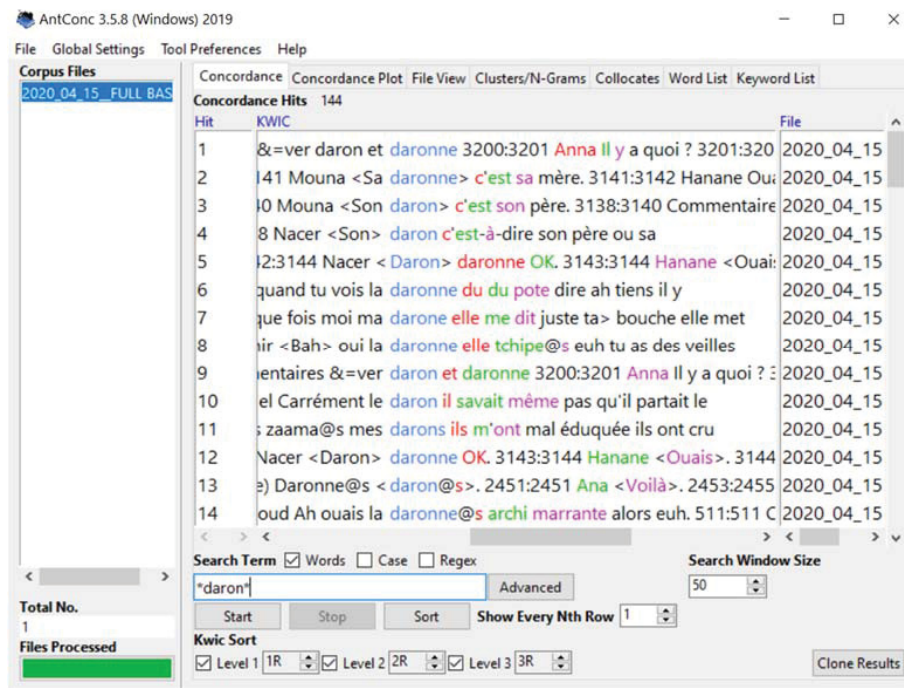 AntConc 3.5.8 (Windows) 2019
File Global Settings Tool Preferences Help
Corpus Files
2020_04_15__FULL BAS
Concordance Concordance Plot File View Clusters/N-Grams Collocates Word List Keyword List
Concordance Hits 144
Hit KWIC File
1 &=ver daron et daronne 3200:3201 Anna Il y a quoi ? 3201:320 2020_04_15
2 141 Mouna <Sa daronne> c'est sa mère. 3141:3142 Hanane Oua 2020_04_15
3 40 Mouna <Son daron> c'est son père. 3138:3140 Commentaire 2020_04_15
4 8 Nacer <Son> daron c'est-à-dire son père ou sa 2020_04_15
5 42:3144 Nacer <Daron> daronne OK. 3143:3144 Hanane <Ouais 2020_04_15
6 quand tu vois la daronne du du pote dire ah tiens il y 2020_04_15
7 que fois moi ma darone elle me dit juste ta> bouche elle met 2020_04_15
8 nir <Bah> oui la daronne elle tchipe@s euh tu as des veilles 2020_04_15
9 nentaires &=ver daron et daronne 3200:3201 Anna Il y a quoi ? 3 2020_04_15
10 el Carrément le daron il savait même pas qu'il partait le 2020_04_15
11 s zaama@s mes darons ils m'ont mal éduquée ils ont cru 2020_04_15
12 Nacer <Daron> daronne OK. 3143:3144 Hanane <Ouais>. 3144 2020_04_15
13 e) Daronne@s <daron@s>. 2451:2451 Ana <Voilà>. 2453:2455 2020_04_15
14 oud Ah ouais la daronne@s archi marrante alors euh. 511:511 C 2020_04_15
Search Term Words Case Regex Search Window Size
*daron* Advanced 50
Total No.
1
Start Stop Sort Show Every Nth Row 1
Files Processed
Kwic Sort
Level 1 1R Level 2 2R Level 3 3R Clone Results